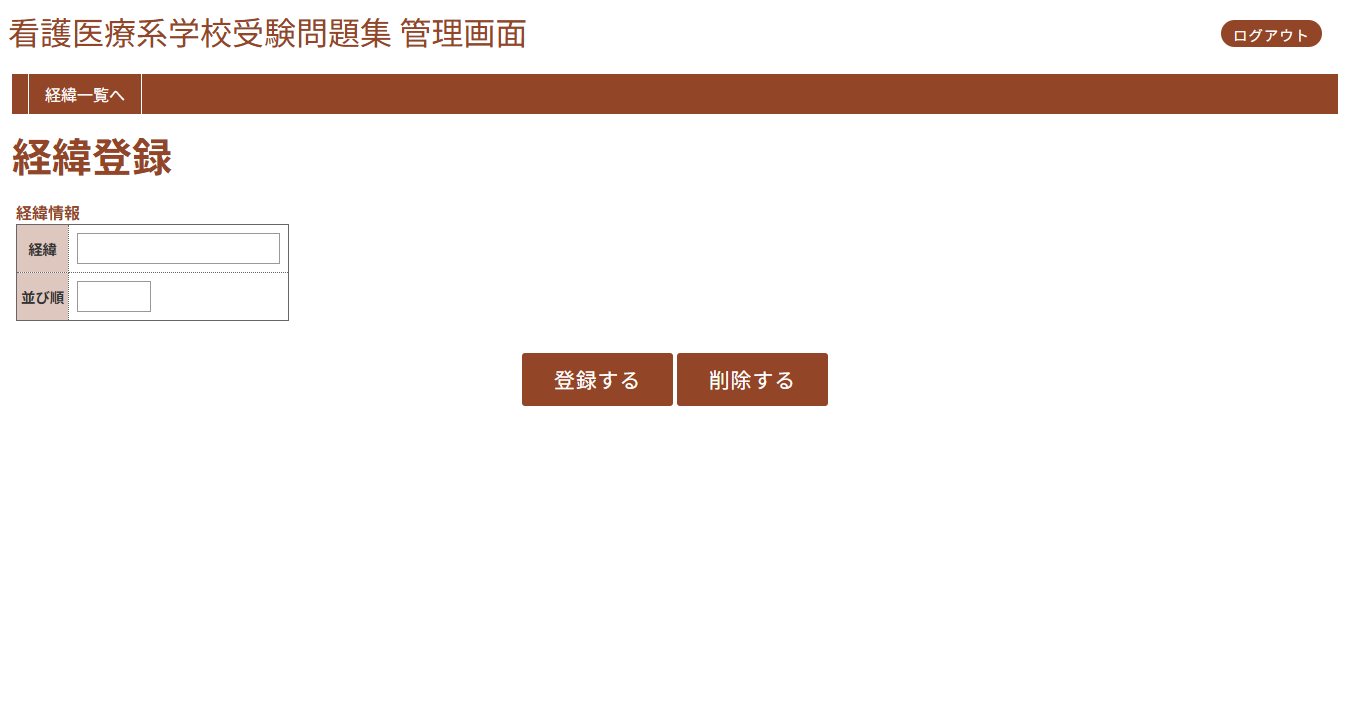 看護医療系学校受験問題集 管理画面
ログアウト
経緯一覧へ
経緯登録
経緯情報
経緯
並び順
登録する 削除する